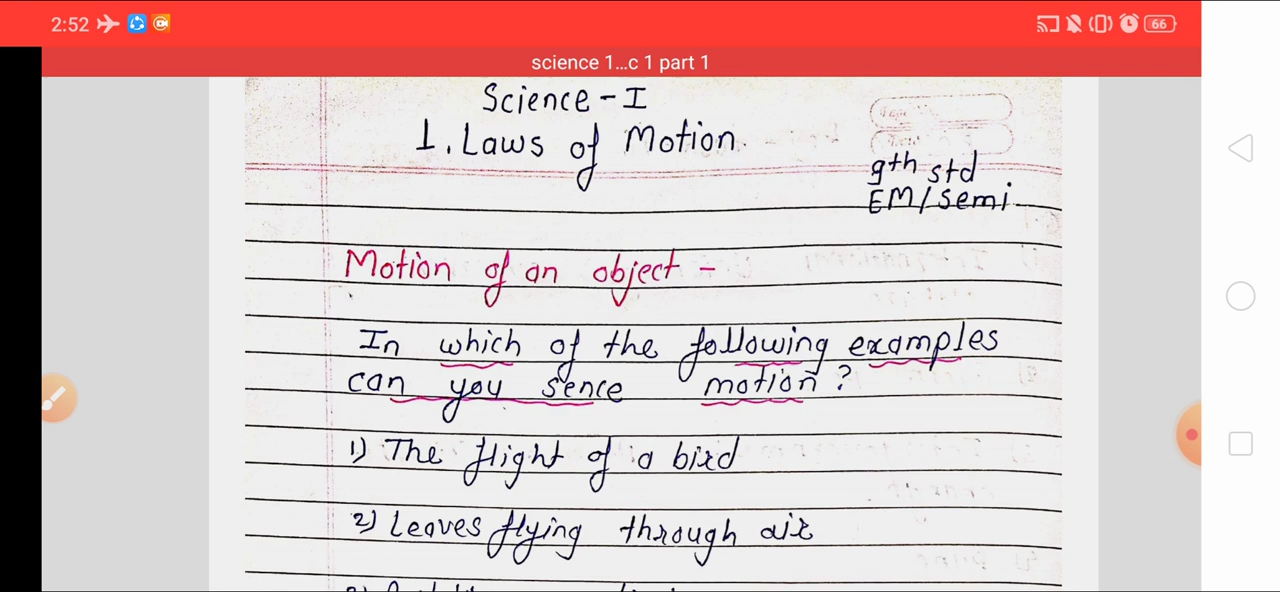 2:52
66
science 1...c 1 part 1
Science - I
1. Laws of Motion.
9th std
EM/semi.
Motion of an object -
In which of the following examples
can you sence motion?
1) The flight of a bird
2) Leaves flying through air